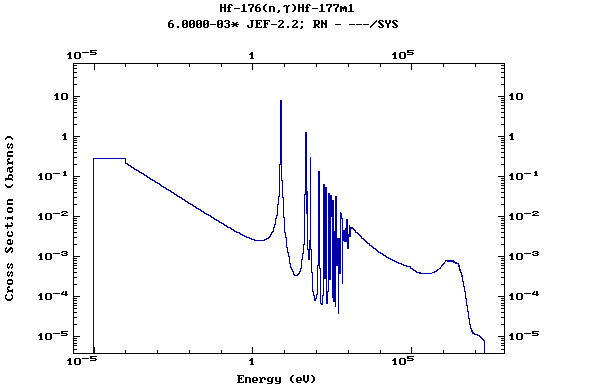 Hf-176(n,γ)Hf-177m1
6.0000-03* JEF-2.2; RN - ---/SYS
10⁻⁵ 10⁵
10 10
1 1
10⁻¹ 10⁻¹
10⁻² 10⁻²
10⁻³ 10⁻³
10⁻⁴ 10⁻⁴
10⁻⁵ 10⁻⁵
10⁻⁵ 1 10⁵
Cross Section (barns)
Energy (eV)